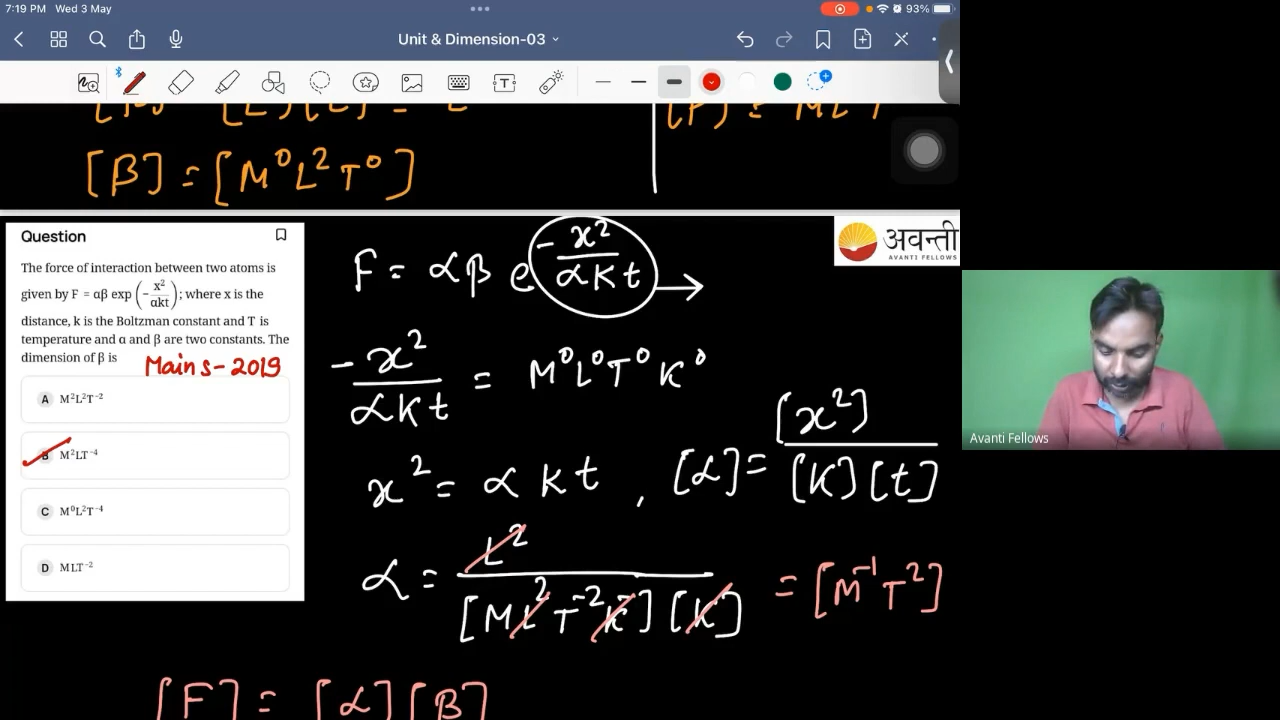 7:19 PM Wed 3 May
93%
Unit & Dimension-03
[β] = [M⁰L²T⁰]
Question
The force of interaction between two atoms is
given by F = αβ exp (-x²/αkt); where x is the
distance, k is the Boltzman constant and T is
temperature and α and β are two constants. The
dimension of β is
Mains-2019
A M²L²T⁻²
B M²LT⁻⁴
C M⁰L²T⁻⁴
D MLT⁻²
F = αβ e^(-x²/αKt) →
-x²/αKt = M⁰L⁰T⁰K⁰
x² = αKt, [α] = [x²]/[K][t]
α = L²/[ML²T⁻²K⁻][K] = [M⁻¹T²]
[F] = [α][β]
अवन्ती
AVANTI FELLOWS
Avanti Fellows